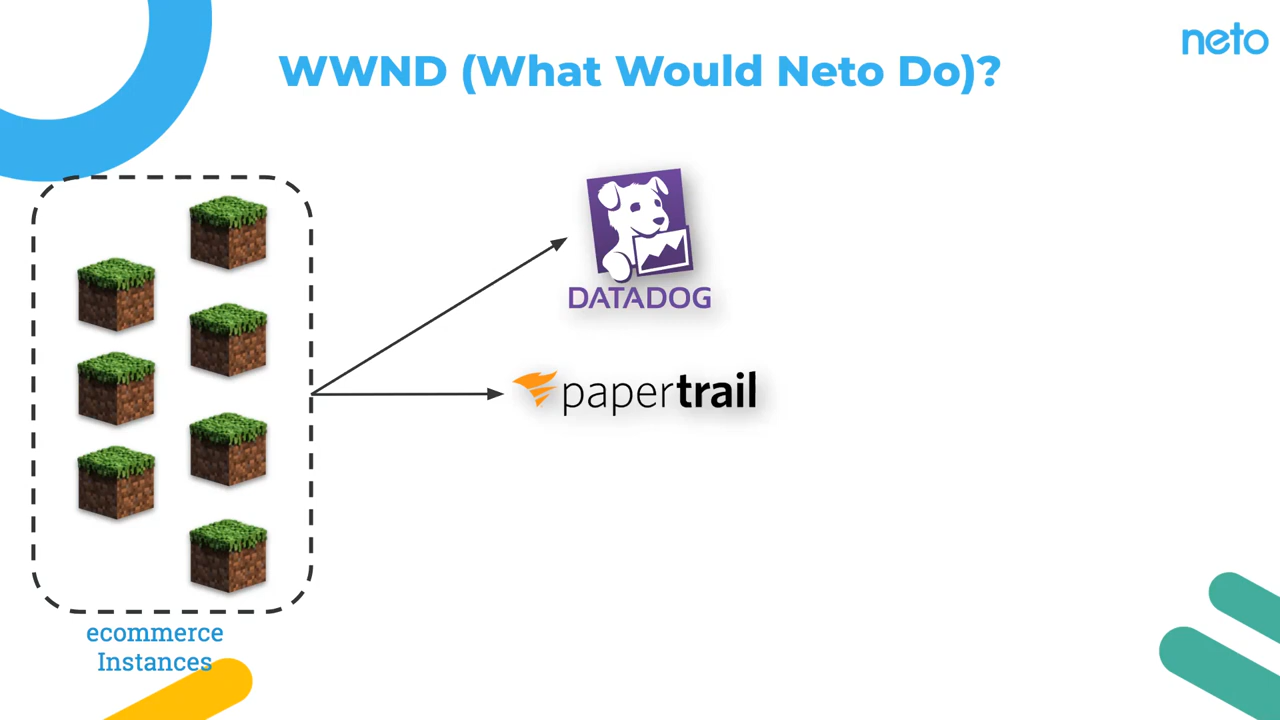 neto
WWND (What Would Neto Do)?
DATADOG
papertrail
ecommerce
Instances